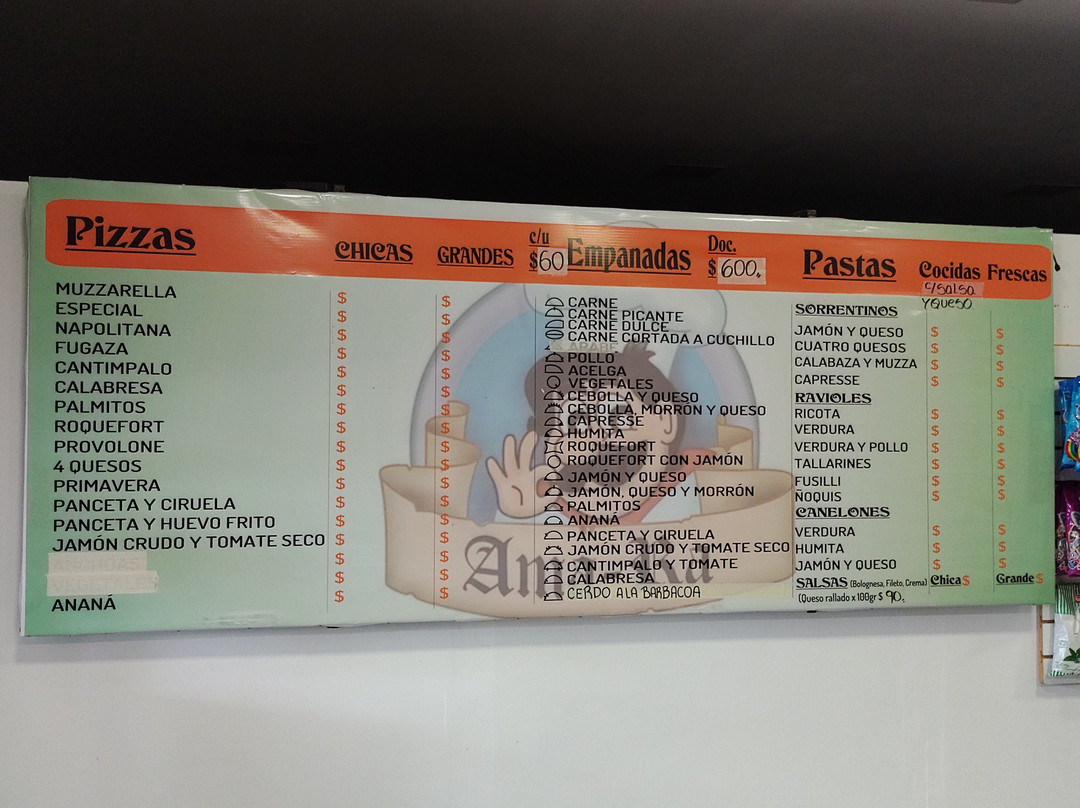 Pizzas CHICAS GRANDES
MUZZARELLA $ $
ESPECIAL $ $
NAPOLITANA $ $
FUGAZA $ $
CANTIMPALO $ $
CALABRESA $ $
PALMITOS $ $
ROQUEFORT $ $
PROVOLONE $ $
4 QUESOS $ $
PRIMAVERA $ $
PANCETA Y CIRUELA $ $
PANCETA Y HUEVO FRITO $ $
JAMÓN CRUDO Y TOMATE SECO $ $
ANCHOAS $ $
VEGETALES $ $
ANANÁ $ $
c/u $60 Empanadas Doc. $600.
CARNE
CARNE PICANTE
CARNE DULCE
CARNE CORTADA A CUCHILLO
ARABE
POLLO
ACELGA
VEGETALES
CEBOLLA Y QUESO
CEBOLLA, MORRÓN Y QUESO
CAPRESSE
HUMITA
ROQUEFORT
ROQUEFORT CON JAMÓN
JAMÓN Y QUESO
JAMÓN, QUESO Y MORRÓN
PALMITOS
ANANÁ
PANCETA Y CIRUELA
JAMÓN CRUDO Y TOMATE SECO
CANTIMPALO Y TOMATE
CALABRESA
CERDO A LA BARBACOA
Pastas Cocidas Frescas
c/salsa
y queso
SORRENTINOS
JAMÓN Y QUESO $ $
CUATRO QUESOS $ $
CALABAZA Y MUZZA $ $
CAPRESSE $ $
RAVIOLES
RICOTA $ $
VERDURA $ $
VERDURA Y POLLO $ $
TALLARINES $ $
FUSILLI $ $
ÑOQUIS $ $
CANELONES
VERDURA $ $
HUMITA $ $
JAMÓN Y QUESO $ $
SALSAS (Bolognesa, Fileto, Crema) Chica $ Grande $
(Queso rallado x 100gr $ 90.